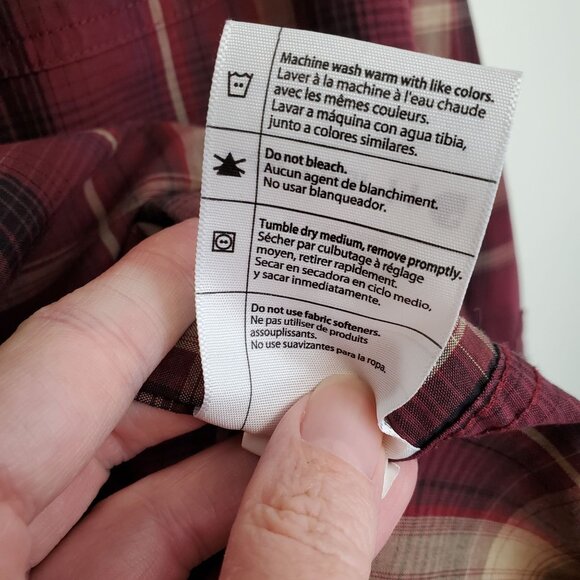 Machine wash warm with like colors.
Laver à la machine à l'eau chaude
avec les mêmes couleurs.
Lavar a máquina con agua tibia,
junto a colores similares.
Do not bleach.
Aucun agent de blanchiment.
No usar blanqueador.
Tumble dry medium, remove promptly.
Sécher par culbutage à réglage
moyen, retirer rapidement.
Secar en secadora en ciclo medio,
y sacar inmediatamente.
Do not use fabric softeners.
Ne pas utiliser de produits
assouplissants.
No use suavizantes para la ropa.